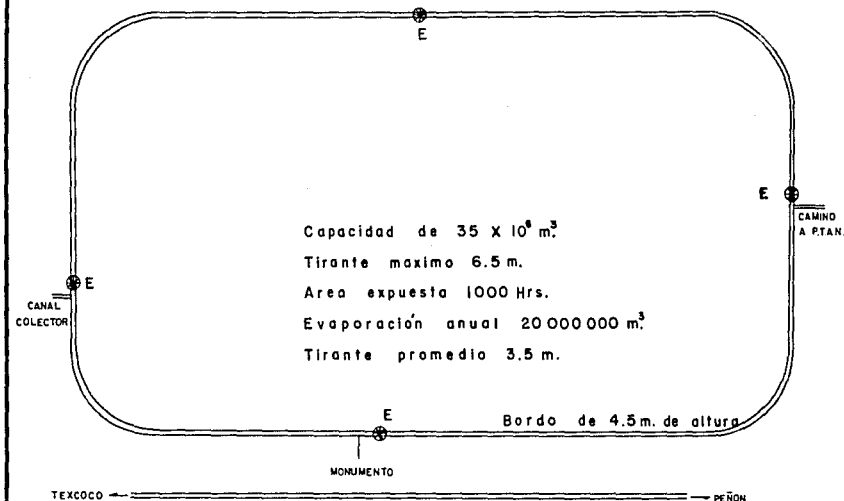 E
E
CAMINO
A P.TAN.
Capacidad de 35 X 10⁶ m³.
Tirante maximo 6.5 m.
Area expuesta 1000 Hrs.
Evaporación anual 20 000 000 m³.
Tirante promedio 3.5 m.
E
CANAL
COLECTOR
E
Bordo de 4.5 m. de altura
MONUMENTO
TEXCOCO
PEÑON